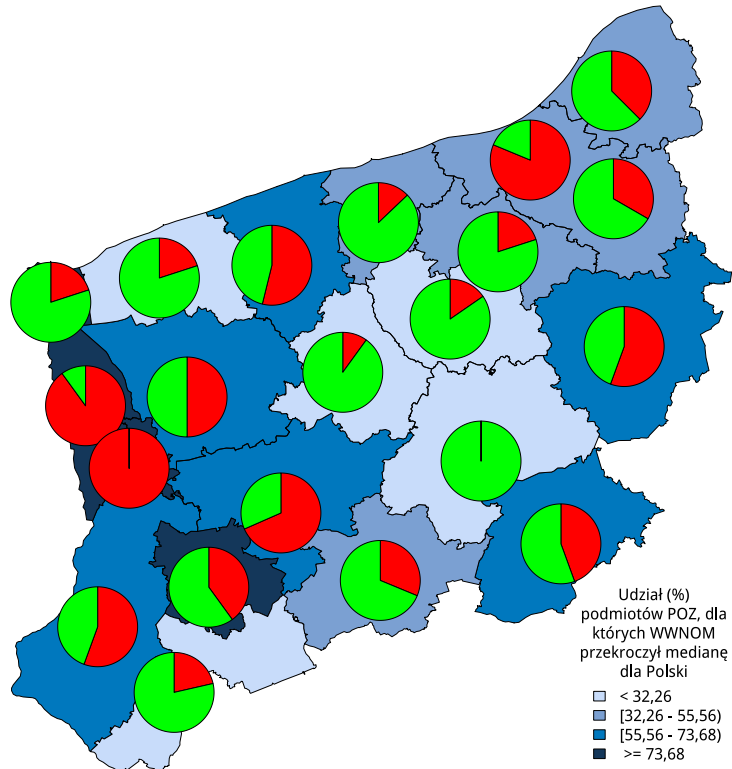 Udział (%)
podmiotów POZ, dla
których WWNOM
przekroczył medianę
dla Polski
< 32,26
[32,26 - 55,56)
[55,56 - 73,68)
>= 73,68